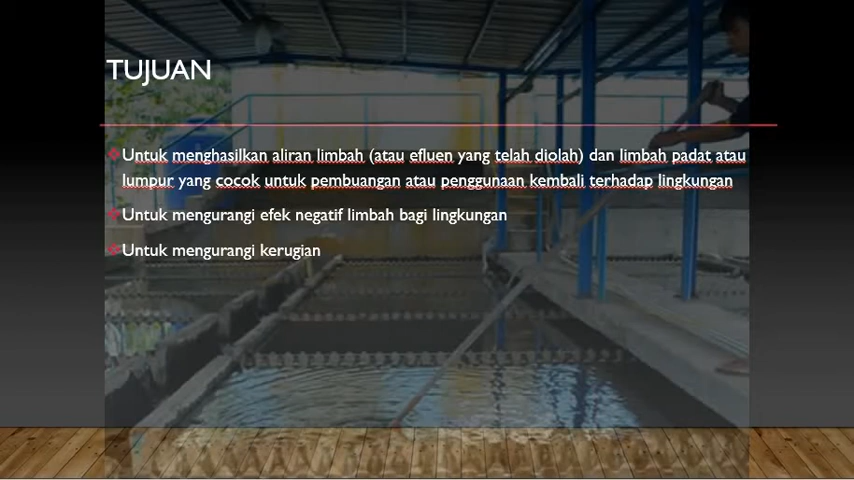 TUJUAN
Untuk menghasilkan aliran limbah (atau efluen yang telah diolah) dan limbah padat atau
lumpur yang cocok untuk pembuangan atau penggunaan kembali terhadap lingkungan
Untuk mengurangi efek negatif limbah bagi lingkungan
Untuk mengurangi kerugian